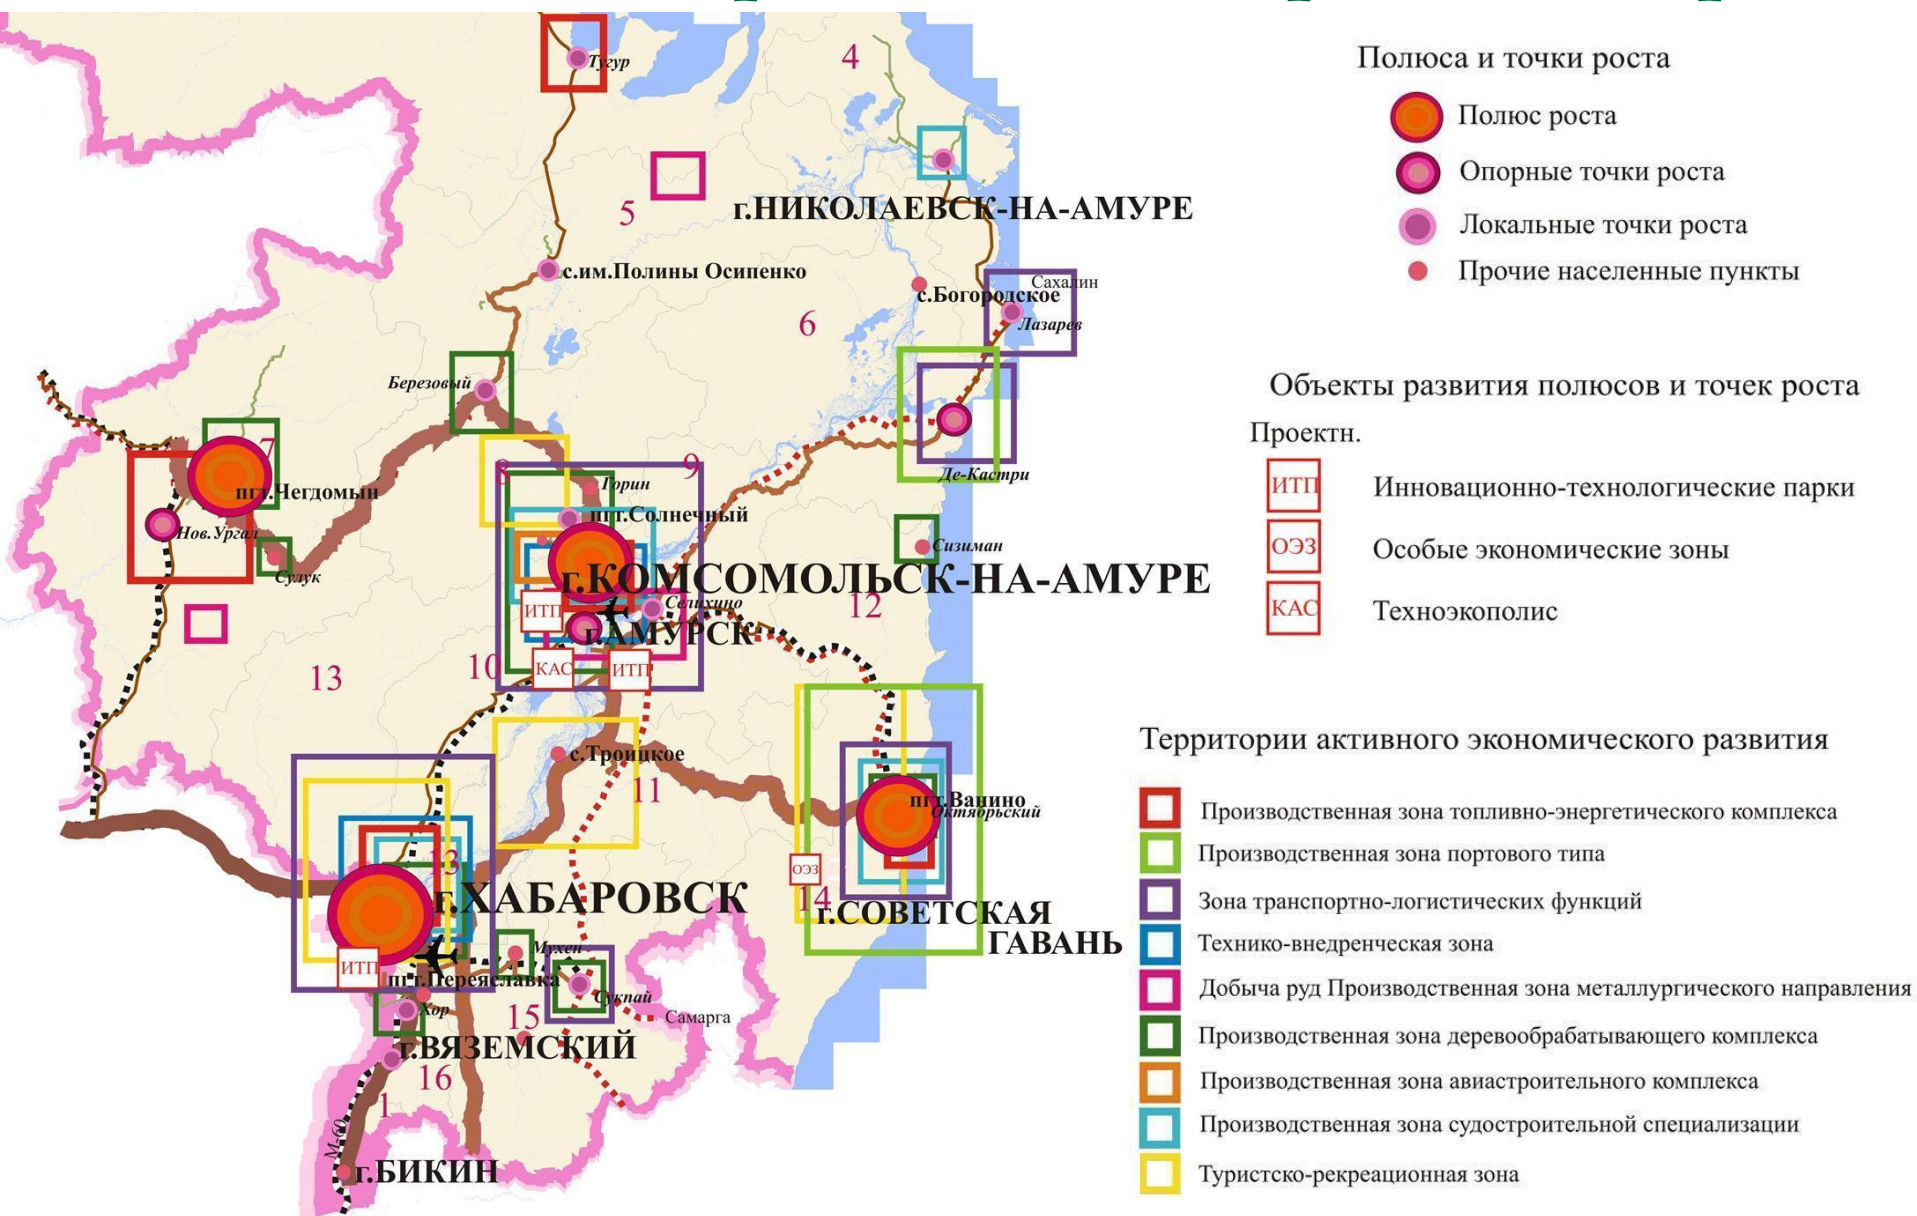 Тугур
4
5
г.НИКОЛАЕВСК-НА-АМУРЕ
с.им.Полины Осипенко
Сахалин
с.Богородское
Лазарев
6
Березовый
7
пгт.Чегдомын
Нов.Ургал
Сулук
8
9
Горин
пгт.Солнечный
Де-Кастри
Сизиман
г.КОМСОМОЛЬСК-НА-АМУРЕ
ИТП
Селихино
12
г.АМУРСК
КАС
ИТП
10
13
с.Троицкое
11
пгт.Ванино
Октябрьский
13
ОЭЗ
14
г.ХАБАРОВСК
г.СОВЕТСКАЯ
ГАВАНЬ
Мухен
ИТП
пгт.Переяславка
Сукпай
Хор
15
Самарга
г.ВЯЗЕМСКИЙ
16
1
М-60
г.БИКИН
Полюса и точки роста
Полюс роста
Опорные точки роста
Локальные точки роста
Прочие населенные пункты
Объекты развития полюсов и точек роста
Проектн.
ИТП Инновационно-технологические парки
ОЭЗ Особые экономические зоны
КАС Техноэкополис
Территории активного экономического развития
Производственная зона топливно-энергетического комплекса
Производственная зона портового типа
Зона транспортно-логистических функций
Технико-внедренческая зона
Добыча руд Производственная зона металлургического направления
Производственная зона деревообрабатывающего комплекса
Производственная зона авиастроительного комплекса
Производственная зона судостроительной специализации
Туристско-рекреационная зона